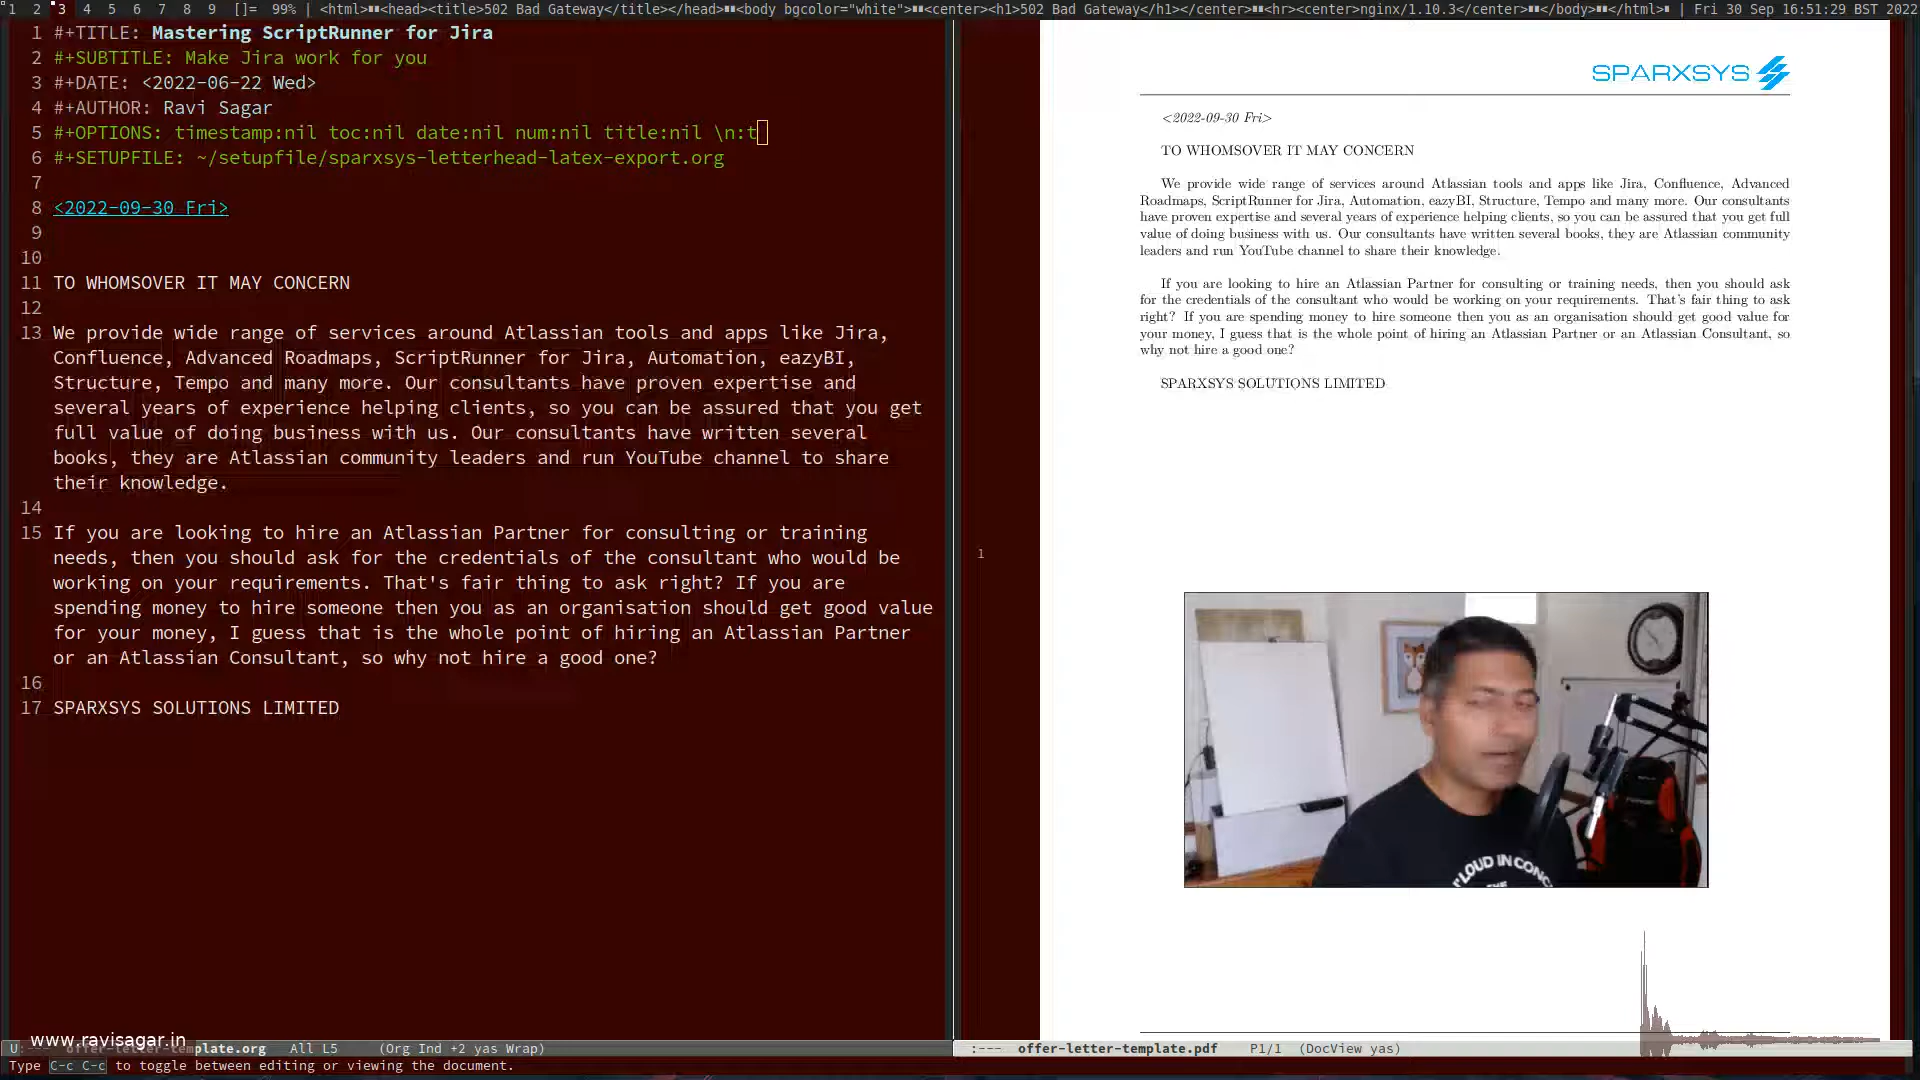 1 2 3 4 5 6 7 8 9 []= 99% | <html>▪▪<head><title>502 Bad Gateway</title></head>▪▪<body bgcolor="white">▪▪<center><h1>502 Bad Gateway</h1></center>▪▪<hr><center>nginx/1.10.3</center>▪▪</body>▪▪</html>▪ | Fri 30 Sep 16:51:29 BST 2022
1 #+TITLE: Mastering ScriptRunner for Jira
2 #+SUBTITLE: Make Jira work for you
3 #+DATE: <2022-06-22 Wed>
4 #+AUTHOR: Ravi Sagar
5 #+OPTIONS: timestamp:nil toc:nil date:nil num:nil title:nil \n:t
6 #+SETUPFILE: ~/setupfile/sparxsys-letterhead-latex-export.org
7
8 <2022-09-30 Fri>
9
10
11 TO WHOMSOVER IT MAY CONCERN
12
13 We provide wide range of services around Atlassian tools and apps like Jira,
Confluence, Advanced Roadmaps, ScriptRunner for Jira, Automation, eazyBI,
Structure, Tempo and many more. Our consultants have proven expertise and
several years of experience helping clients, so you can be assured that you get
full value of doing business with us. Our consultants have written several
books, they are Atlassian community leaders and run YouTube channel to share
their knowledge.
14
15 If you are looking to hire an Atlassian Partner for consulting or training
needs, then you should ask for the credentials of the consultant who would be
working on your requirements. That's fair thing to ask right? If you are
spending money to hire someone then you as an organisation should get good value
for your money, I guess that is the whole point of hiring an Atlassian Partner
or an Atlassian Consultant, so why not hire a good one?
16
17 SPARXSYS SOLUTIONS LIMITED
www.ravisagar.in
U:--- offer-letter-template.org All L5 (Org Ind +2 yas Wrap)
Type C-c C-c to toggle between editing or viewing the document.
SPARXSYS
<2022-09-30 Fri>
TO WHOMSOVER IT MAY CONCERN
We provide wide range of services around Atlassian tools and apps like Jira, Confluence, Advanced
Roadmaps, ScriptRunner for Jira, Automation, eazyBI, Structure, Tempo and many more. Our consultants
have proven expertise and several years of experience helping clients, so you can be assured that you get full
value of doing business with us. Our consultants have written several books, they are Atlassian community
leaders and run YouTube channel to share their knowledge.
If you are looking to hire an Atlassian Partner for consulting or training needs, then you should ask
for the credentials of the consultant who would be working on your requirements. That's fair thing to ask
right? If you are spending money to hire someone then you as an organisation should get good value for
your money, I guess that is the whole point of hiring an Atlassian Partner or an Atlassian Consultant, so
why not hire a good one?
SPARXSYS SOLUTIONS LIMITED
1
LOUD IN CONC
THE
:--- offer-letter-template.pdf P1/1 (DocView yas)